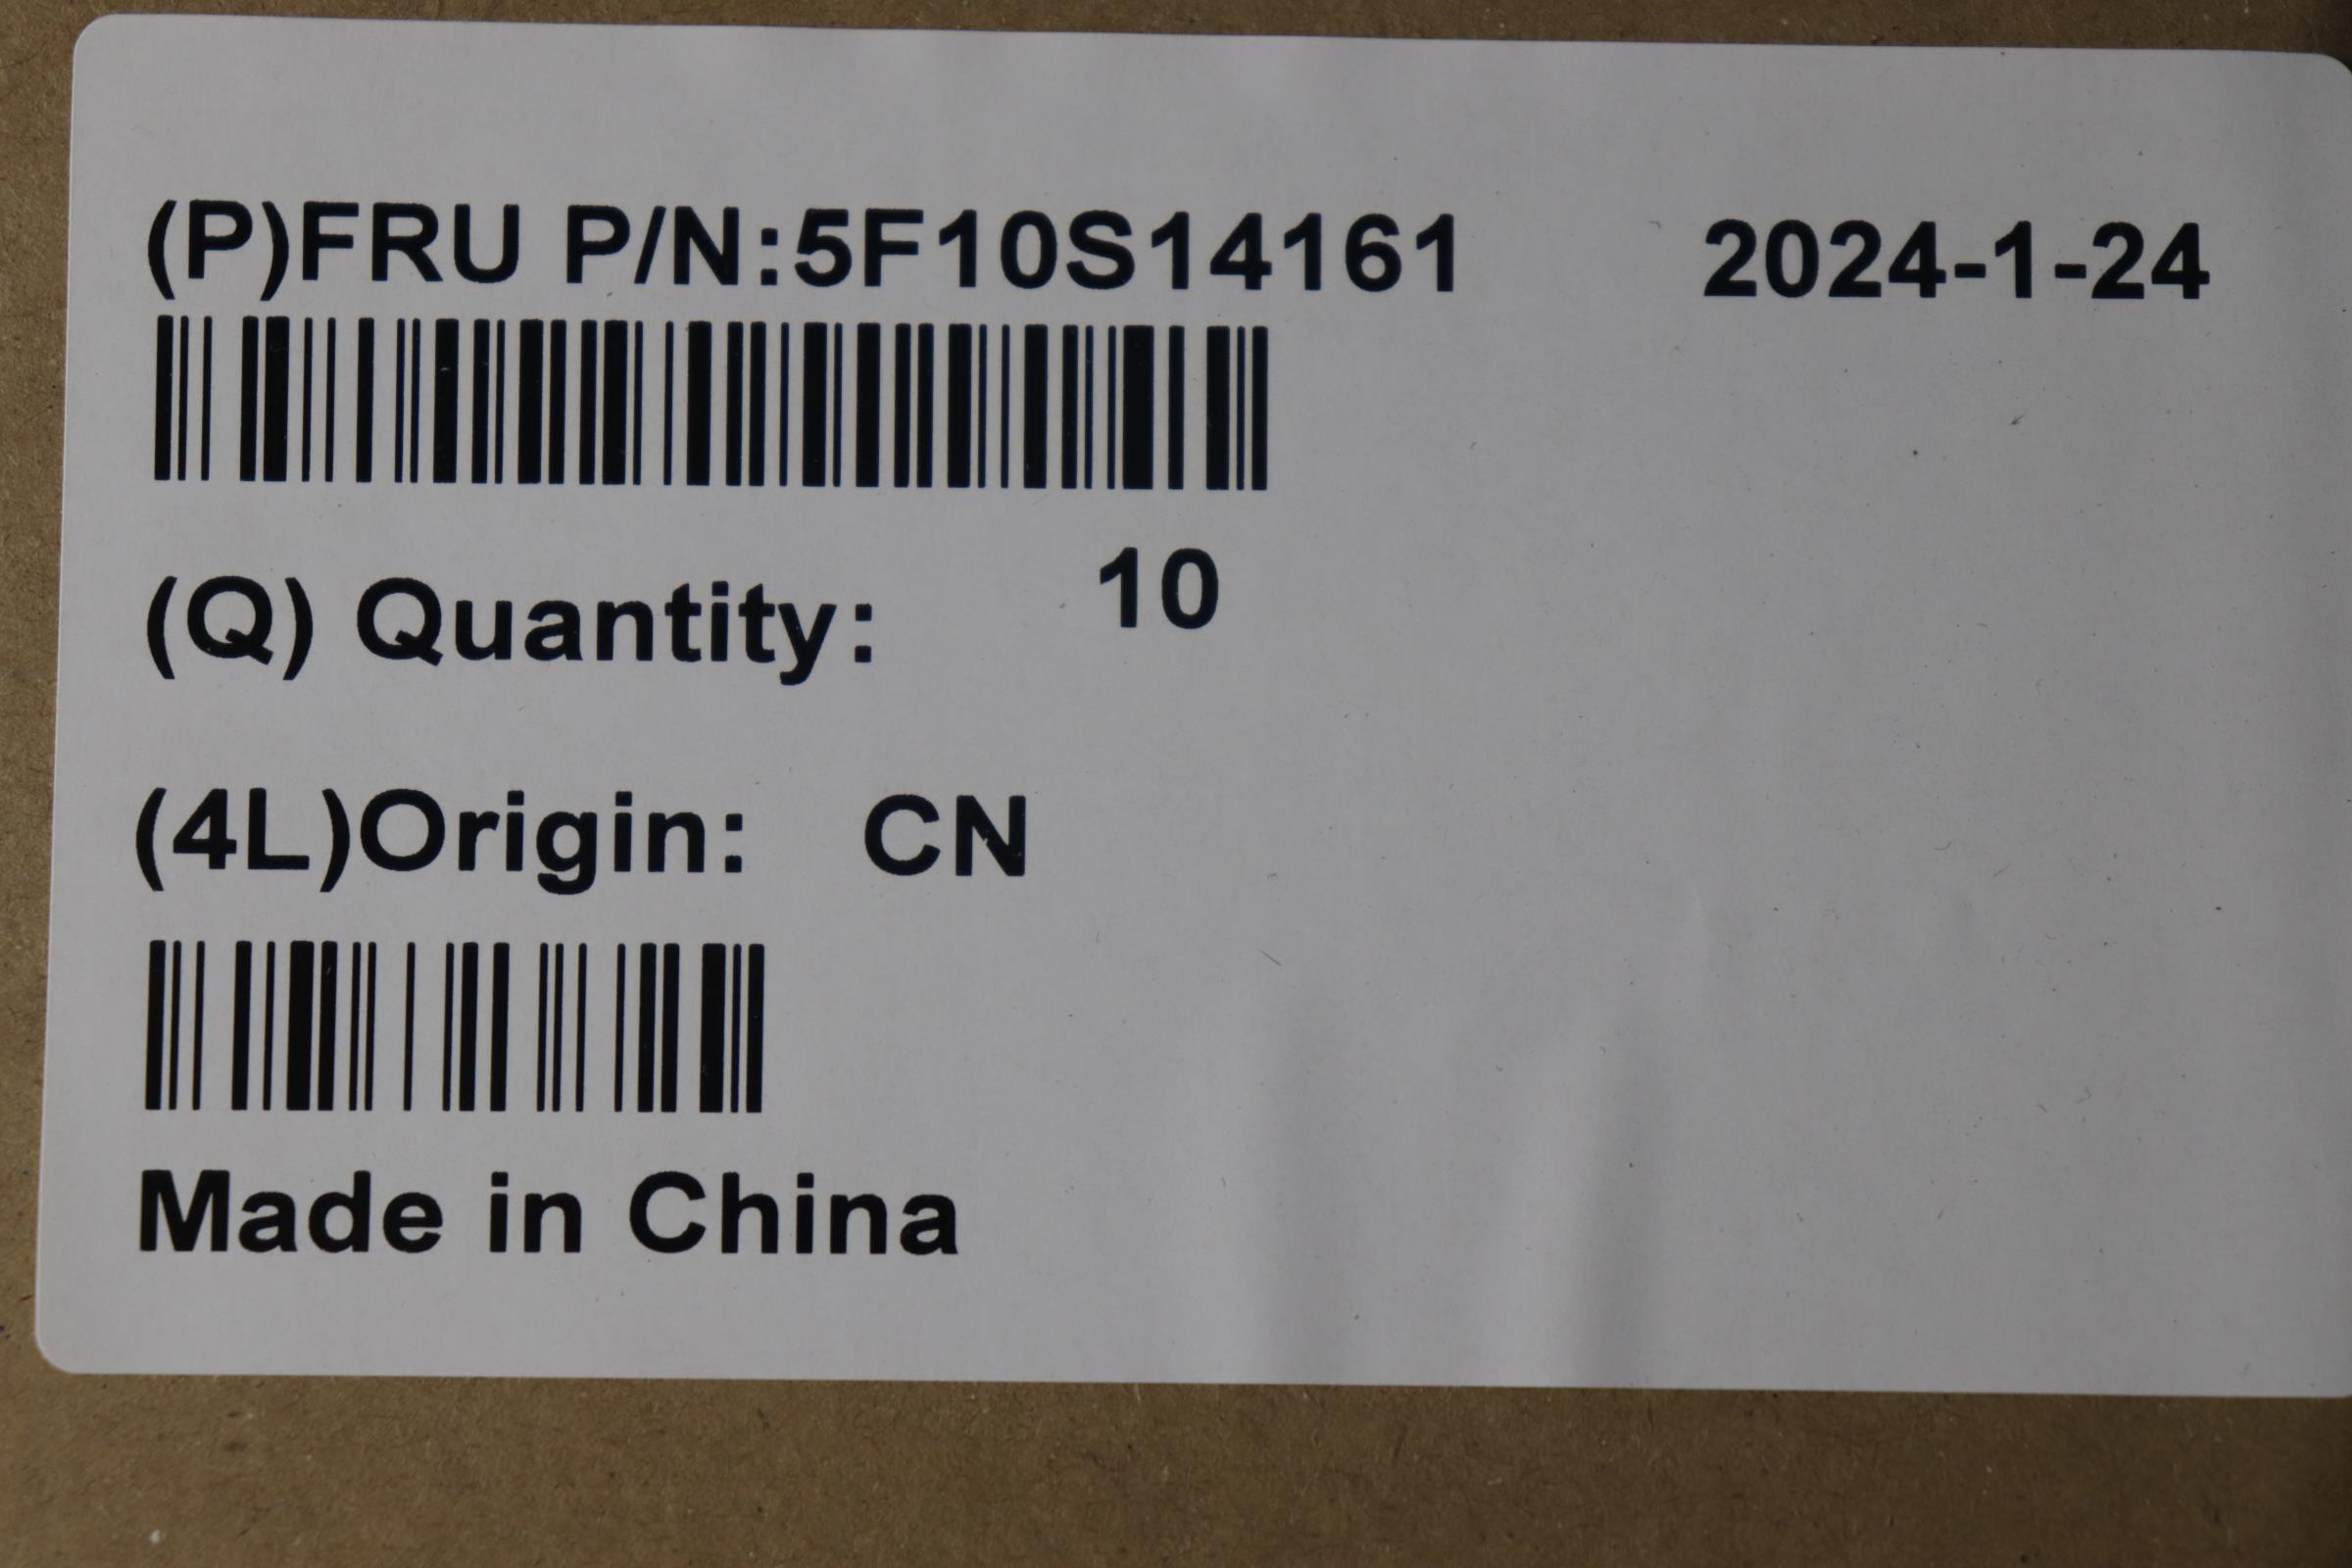 (P)FRU P/N:5F10S14161 2024-1-24
(Q) Quantity: 10
(4L)Origin: CN
Made in China